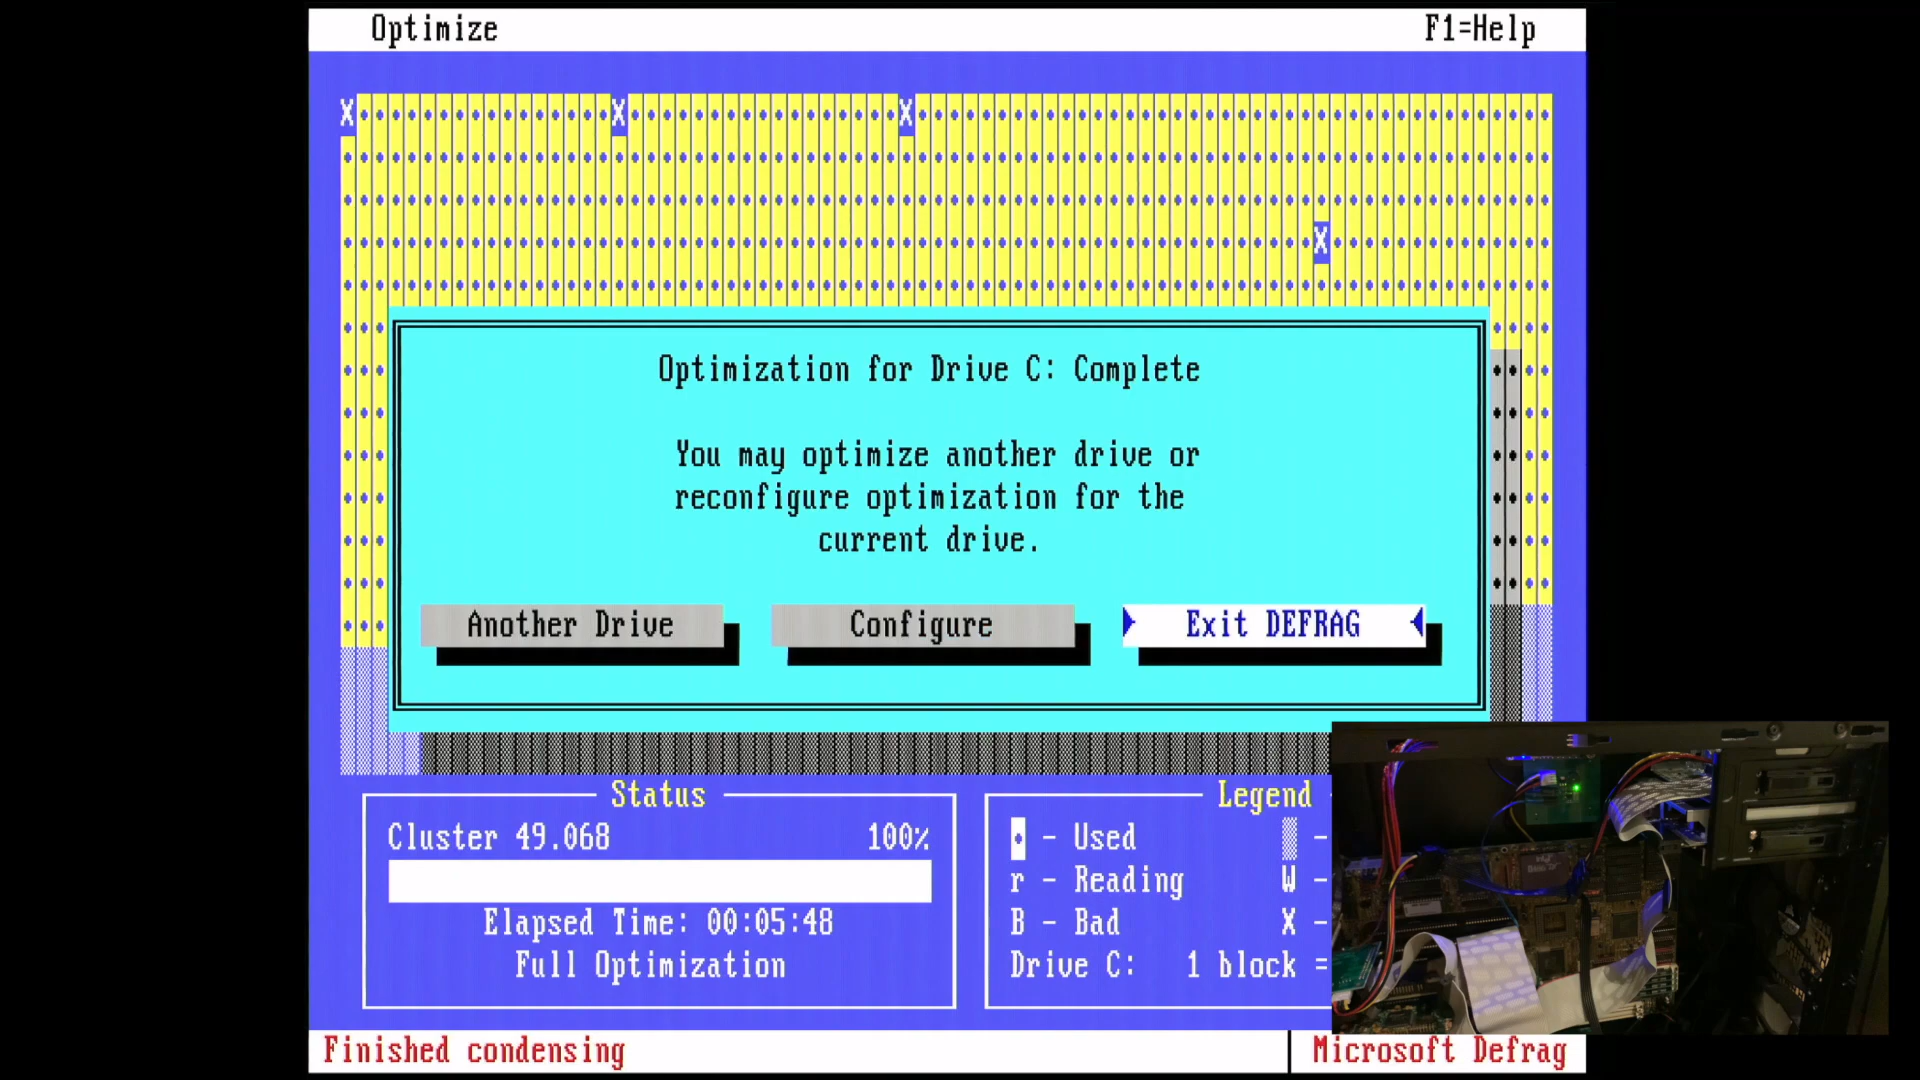 Optimize F1=Help
X X X
X
Optimization for Drive C: Complete
You may optimize another drive or
reconfigure optimization for the
current drive.
Another Drive Configure Exit DEFRAG
Status Legend
Cluster 49.068 100%
Elapsed Time: 00:05:48
Full Optimization
• - Used ▒ -
r - Reading W -
B - Bad X -
Drive C: 1 block =
Finished condensing Microsoft Defrag